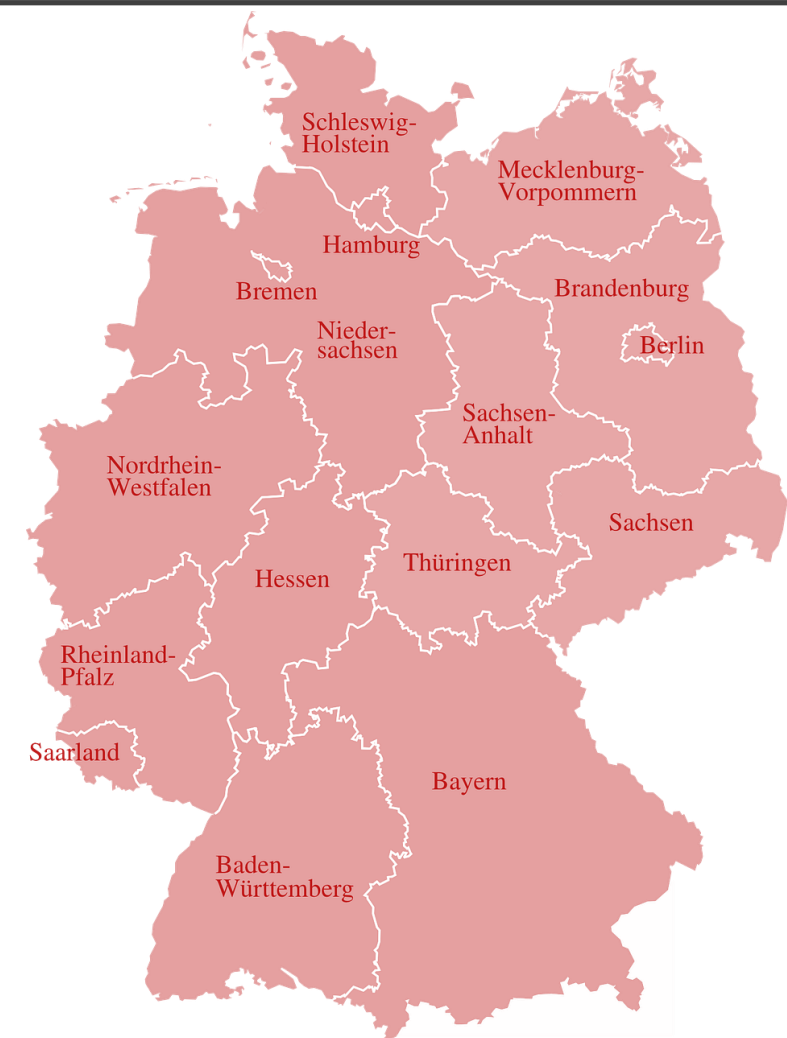 Schleswig-
Holstein
Mecklenburg-
Vorpommern
Hamburg
Bremen
Brandenburg
Nieder-
sachsen
Berlin
Sachsen-
Anhalt
Nordrhein-
Westfalen
Sachsen
Hessen
Thüringen
Rheinland-
Pfalz
Saarland
Bayern
Baden-
Württemberg